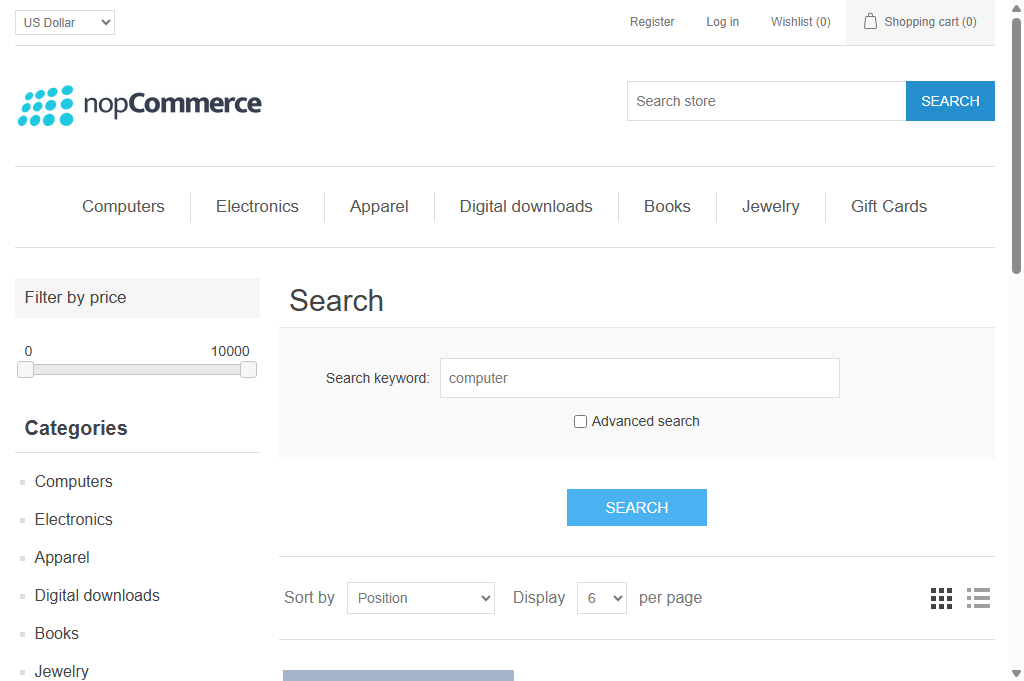 US Dollar
Register
Log in
Wishlist (0)
Shopping cart (0)
nopCommerce
Search store
SEARCH
Computers
Electronics
Apparel
Digital downloads
Books
Jewelry
Gift Cards
Filter by price
0
10000
Categories
Computers
Electronics
Apparel
Digital downloads
Books
Jewelry
Search
Search keyword:
computer
Advanced search
SEARCH
Sort by
Position
Display
6
per page